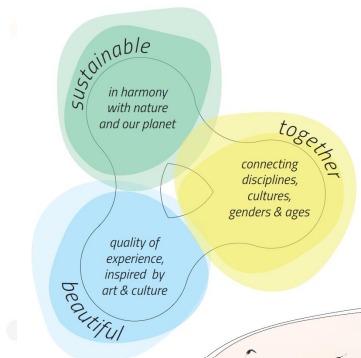 sustainable
in harmony
with nature
and our planet
together
connecting
disciplines,
cultures,
genders & ages
quality of
experience,
inspired by
art & culture
beautiful